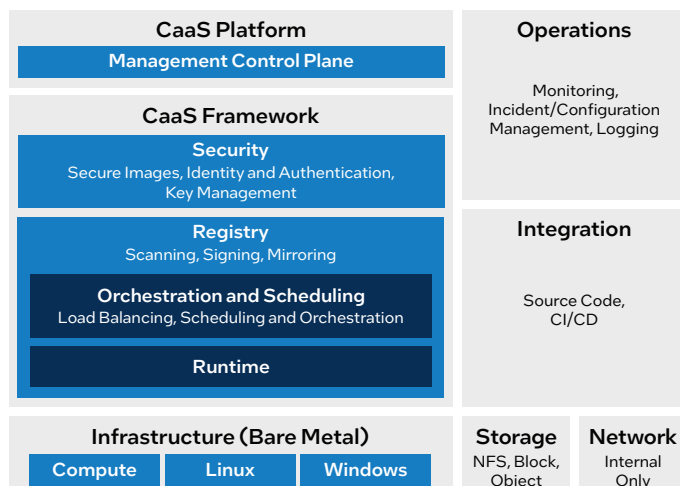 CaaS Platform
Management Control Plane
CaaS Framework
Security
Secure Images, Identity and Authentication,
Key Management
Registry
Scanning, Signing, Mirroring
Orchestration and Scheduling
Load Balancing, Scheduling and Orchestration
Runtime
Infrastructure (Bare Metal)
Compute
Linux
Windows
Operations
Monitoring,
Incident/Configuration
Management, Logging
Integration
Source Code,
CI/CD
Storage
NFS, Block,
Object
Network
Internal
Only